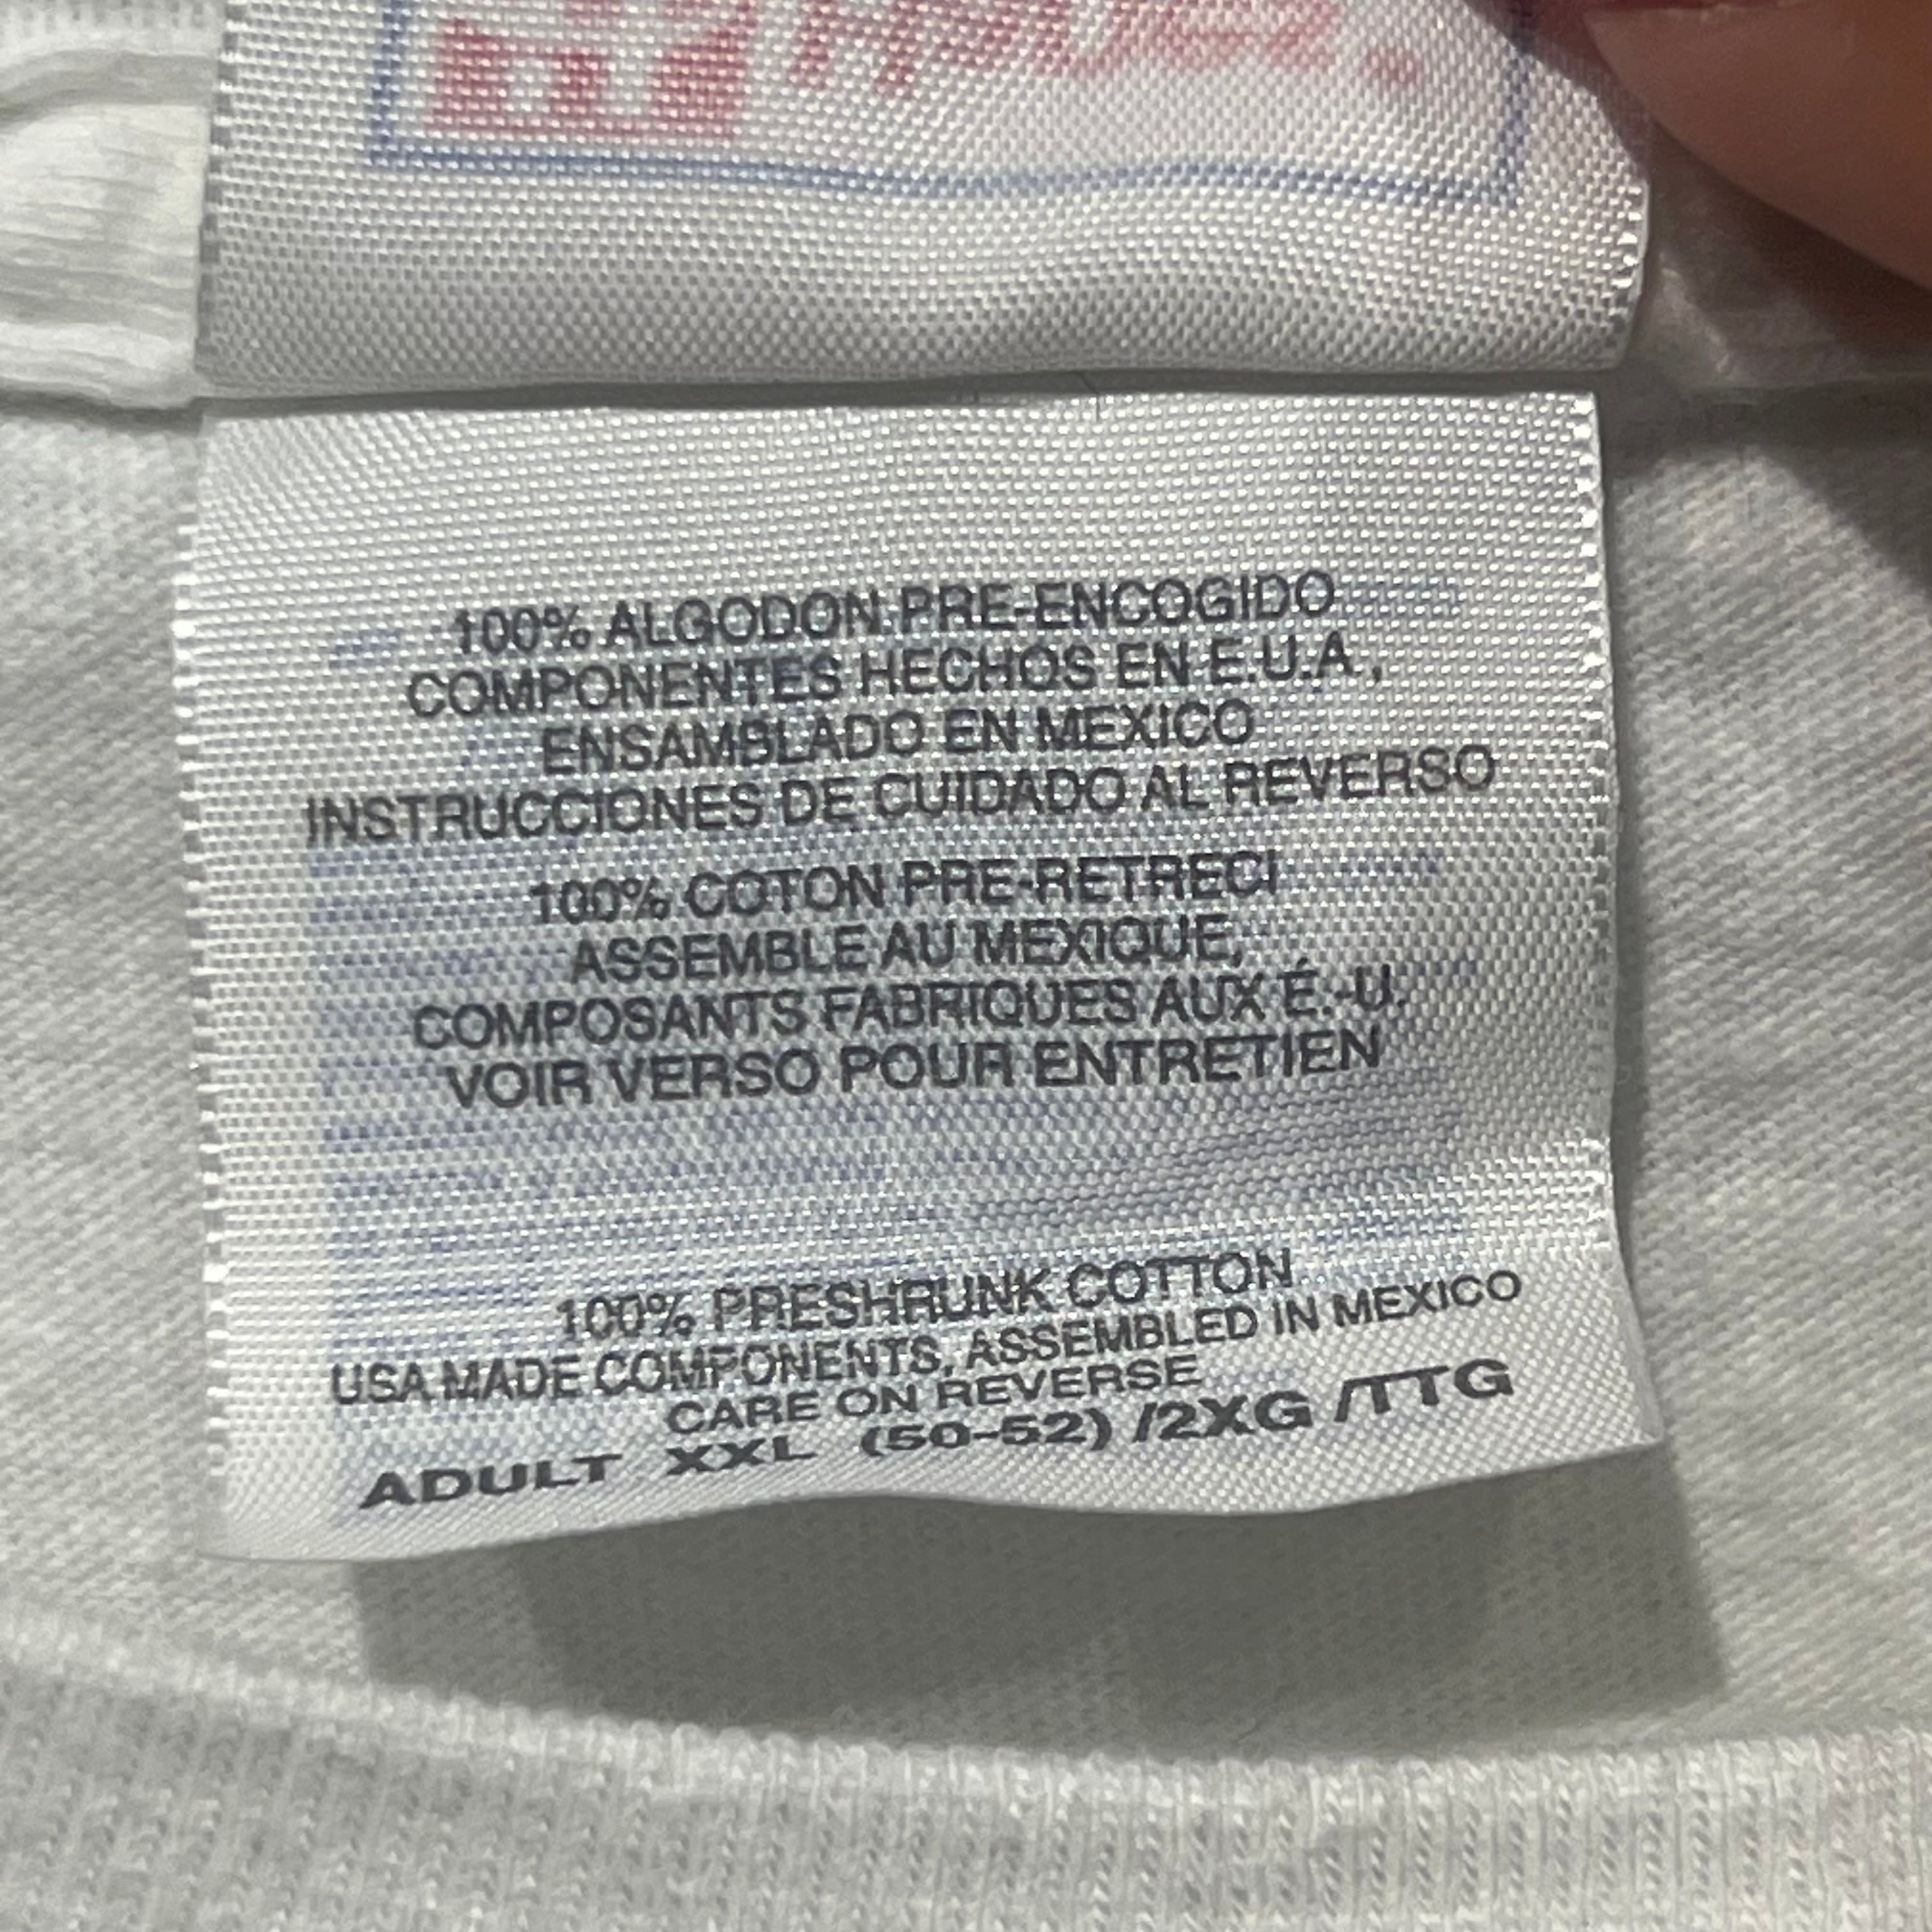 100% ALGODON PRE-ENCOGIDO
COMPONENTES HECHOS EN E.U.A,
ENSAMBLADO EN MEXICO
INSTRUCCIONES DE CUIDADO AL REVERSO
100% COTON PRE-RETRECI
ASSEMBLE AU MEXIQUE,
COMPOSANTS FABRIQUES AUX É.-U.
VOIR VERSO POUR ENTRETIEN
100% PRESHRUNK COTTON
USA MADE COMPONENTS, ASSEMBLED IN MEXICO
CARE ON REVERSE
ADULT XXL (50-52) /2XG /TTG